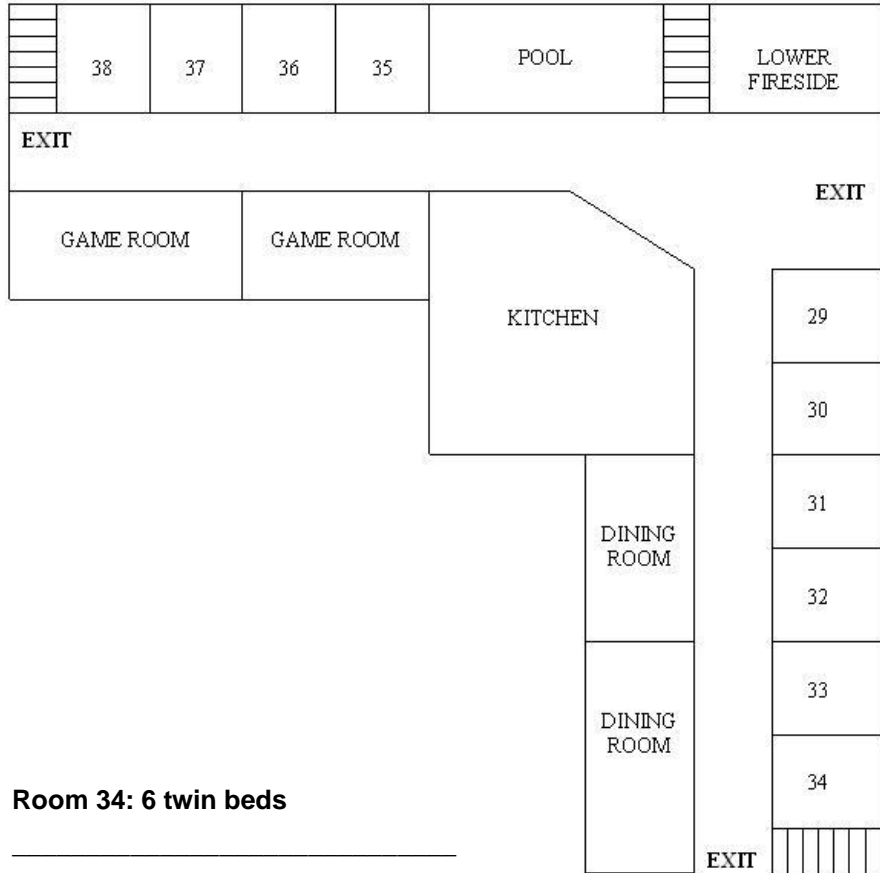 38
37
36
35
POOL
LOWER
FIRESIDE
EXIT
EXIT
GAME ROOM
GAME ROOM
KITCHEN
29
30
31
DINING
ROOM
32
33
DINING
ROOM
34
Room 34: 6 twin beds
EXIT